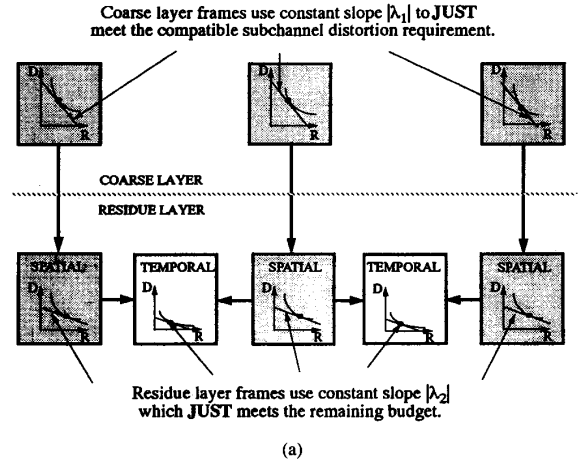 Coarse layer frames use constant slope |λ₁| to JUST
meet the compatible subchannel distortion requirement.
D
R
D
R
D
R
COARSE LAYER
RESIDUE LAYER
SPATIAL
TEMPORAL
SPATIAL
TEMPORAL
SPATIAL
D
R
D
R
D
R
D
R
D
R
Residue layer frames use constant slope |λ₂|
which JUST meets the remaining budget.
(a)